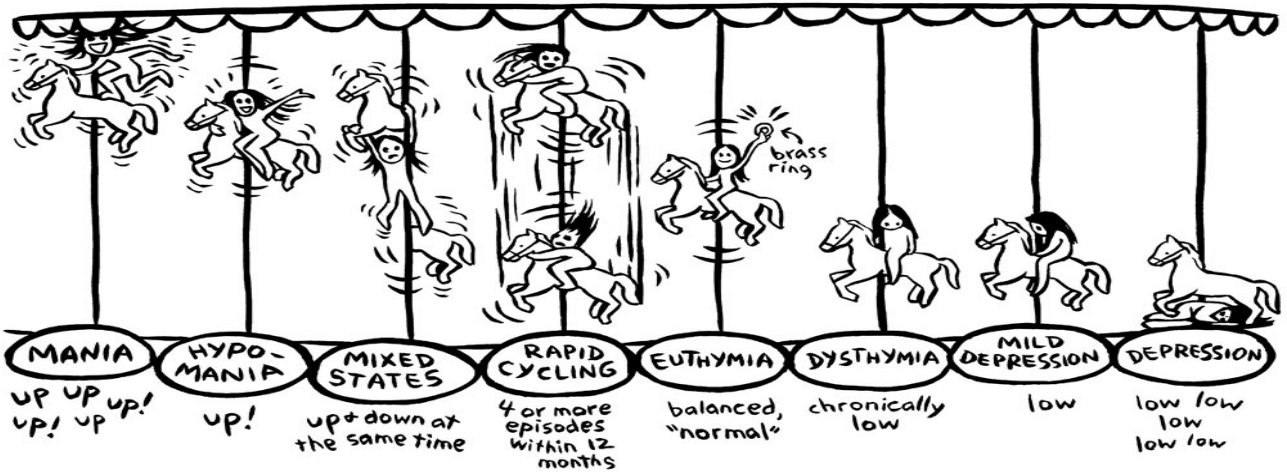 brass
ring
MANIA
up up up!
up! up
HYPO-
MANIA
up!
MIXED
STATES
up + down at
the same time
RAPID
CYCLING
4 or more
episodes
within 12
months
EUTHYMIA
balanced,
"normal"
DYSTHYMIA
chronically
low
MILD
DEPRESSION
low
DEPRESSION
low low
low
low low